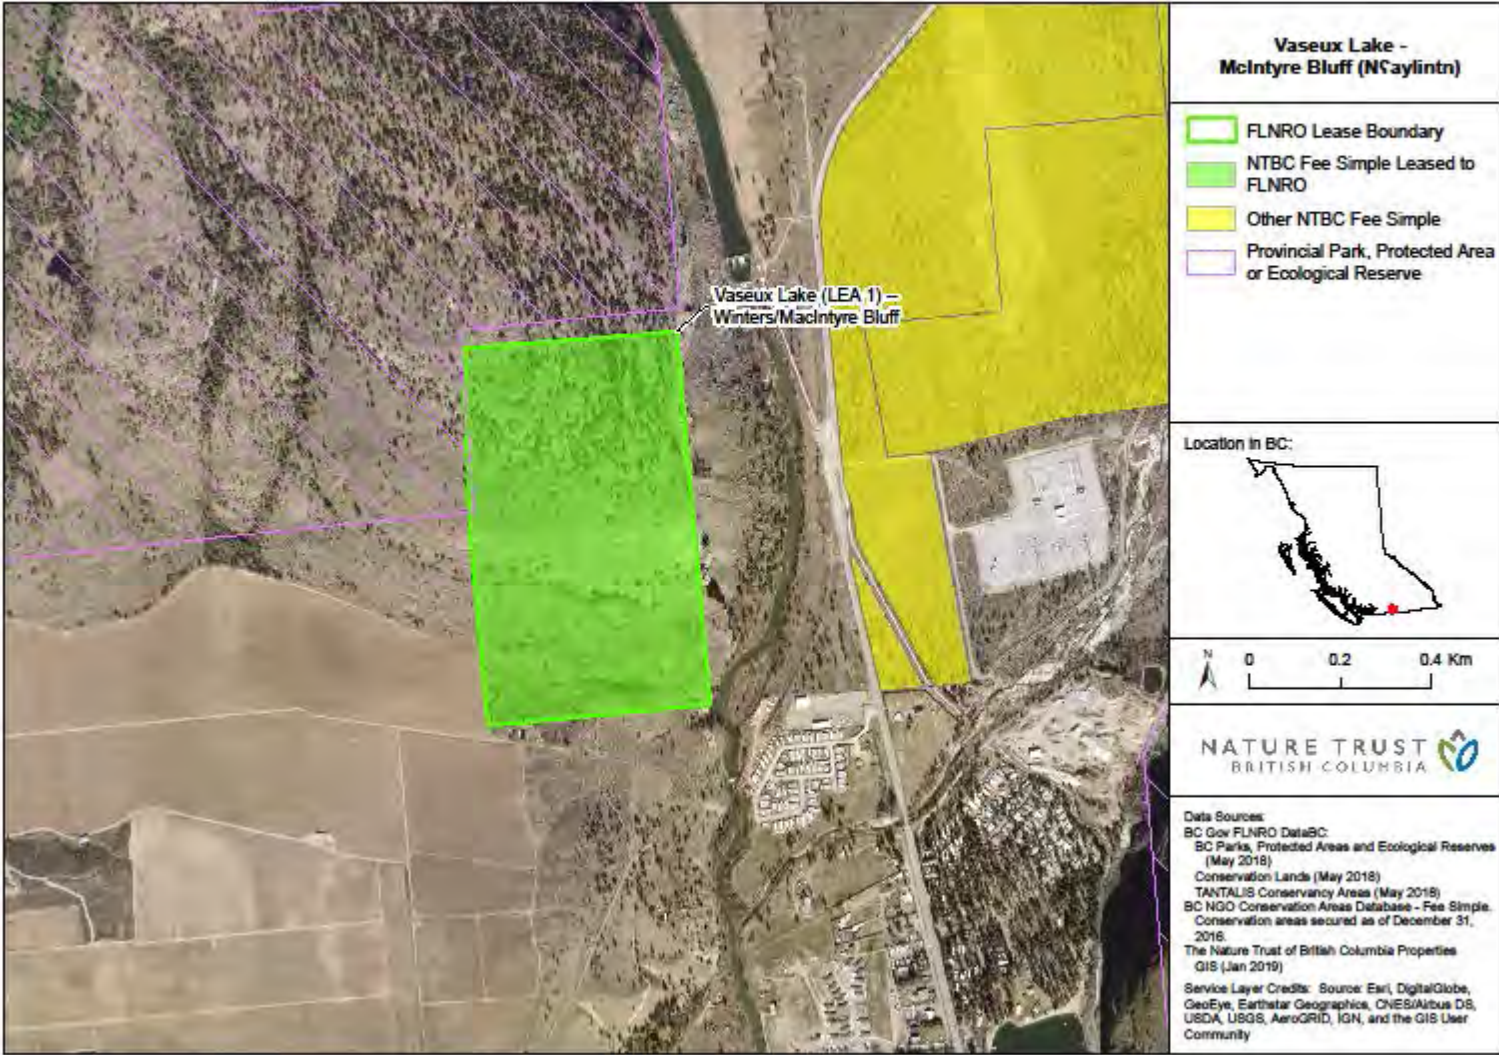 Vaseux Lake -
McIntyre Bluff (Nʕaylintn)
FLNRO Lease Boundary
NTBC Fee Simple Leased to
FLNRO
Other NTBC Fee Simple
Provincial Park, Protected Area
or Ecological Reserve
Vaseux Lake (LEA 1) –
Winters/MacIntyre Bluff
Location in BC:
N
0 0.2 0.4 Km
NATURE TRUST
BRITISH COLUMBIA
Data Sources:
BC Gov FLNRO DataBC:
BC Parks, Protected Areas and Ecological Reserves
(May 2018)
Conservation Lands (May 2018)
TANTALIS Conservancy Areas (May 2018)
BC NGO Conservation Areas Database - Fee Simple.
Conservation areas secured as of December 31,
2016.
The Nature Trust of British Columbia Properties
GIS (Jan 2019)
Service Layer Credits: Source: Esri, DigitalGlobe,
GeoEye, Earthstar Geographics, CNES/Airbus DS,
USDA, USGS, AeroGRID, IGN, and the GIS User
Community